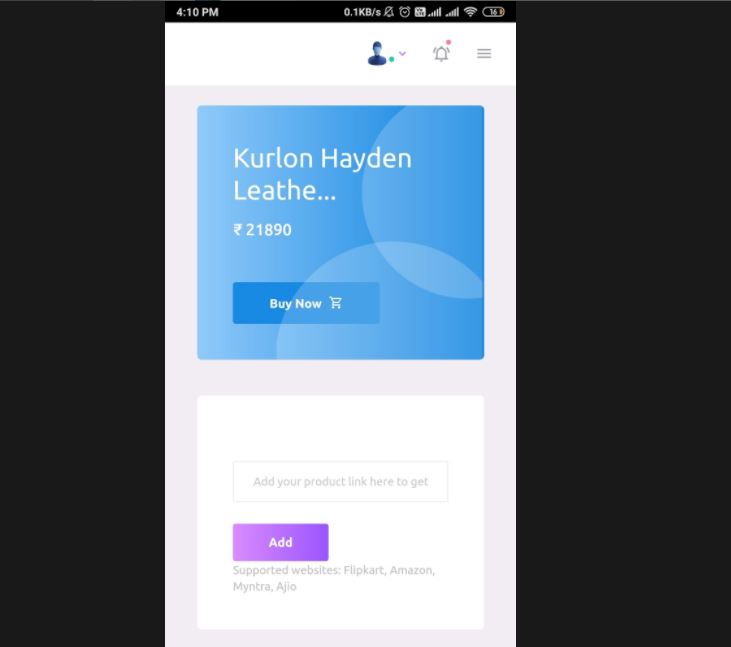 4:10 PM 0.1KB/s 16
Kurlon Hayden
Leathe...
₹ 21890
Buy Now
Add your product link here to get
Add
Supported websites: Flipkart, Amazon,
Myntra, Ajio